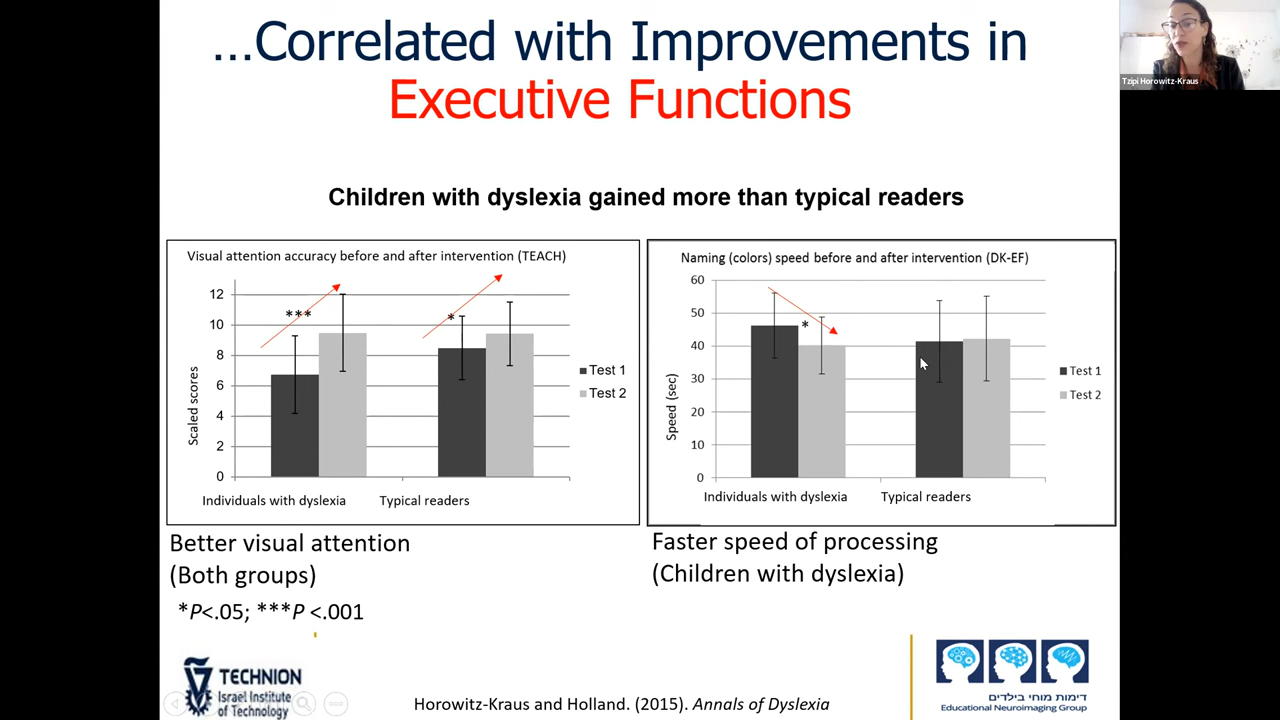 ...Correlated with Improvements in
Executive Functions
Tzipi Horowitz-Kraus
Children with dyslexia gained more than typical readers
Visual attention accuracy before and after intervention (TEACH)
12
10
8
6
4
2
0
Scaled scores
***
*
Test 1
Test 2
Individuals with dyslexia
Typical readers
Naming (colors) speed before and after intervention (DK-EF)
60
50
40
30
20
10
0
Speed (sec)
*
Test 1
Test 2
Individuals with dyslexia
Typical readers
Better visual attention
(Both groups)
*P<.05; ***P <.001
Faster speed of processing
(Children with dyslexia)
TECHNION
Israel Institute
of Technology
Horowitz-Kraus and Holland. (2015). Annals of Dyslexia
דימות מוחי בילדים
Educational Neuroimaging Group